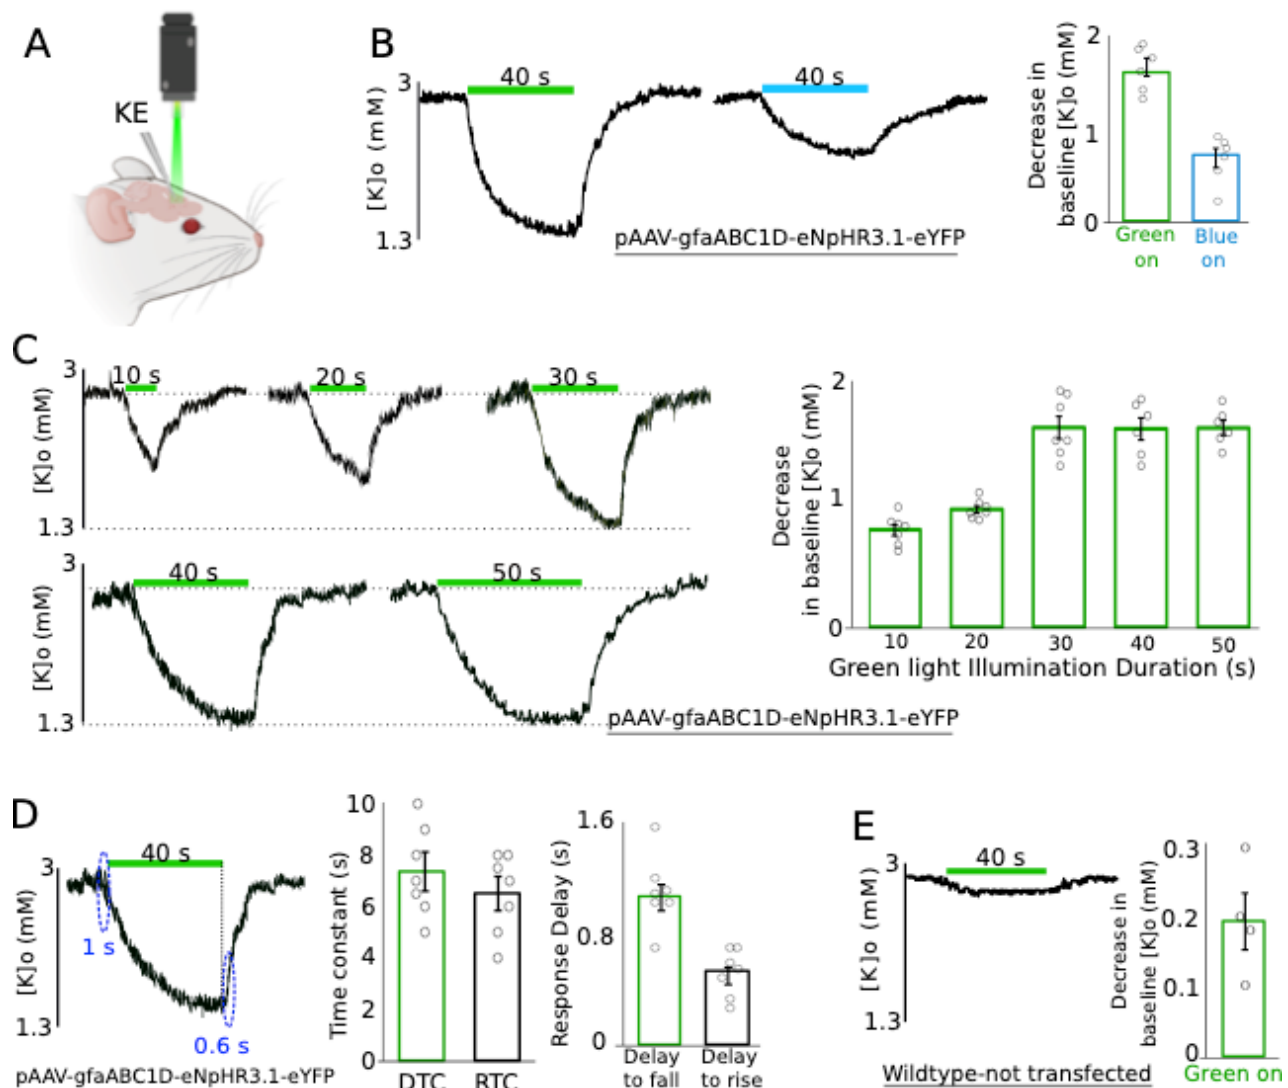 A
KE
B
3
[K]o (mM)
1.3
40 s
40 s
pAAV-gfaABC1D-eNpHR3.1-eYFP
Decrease in
baseline [K]o (mM)
2
1
0
Green
on
Blue
on
C
3
[K]o (mM)
1.3
10 s
20 s
30 s
3
[K]o (mM)
1.3
40 s
50 s
pAAV-gfaABC1D-eNpHR3.1-eYFP
Decrease
in baseline [K]o (mM)
2
1
0
10 20 30 40 50
Green light Illumination Duration (s)
D
3
[K]o (mM)
1.3
40 s
1 s
0.6 s
pAAV-gfaABC1D-eNpHR3.1-eYFP
Time constant (s)
10
8
6
4
2
0
DTC RTC
Response Delay (s)
1.6
0.8
0
Delay
to fall
Delay
to rise
E
3
[K]o (mM)
1.3
40 s
Wildtype-not transfected
Decrease in
baseline [K]o (mM)
0.3
0.2
0.1
0
Green on